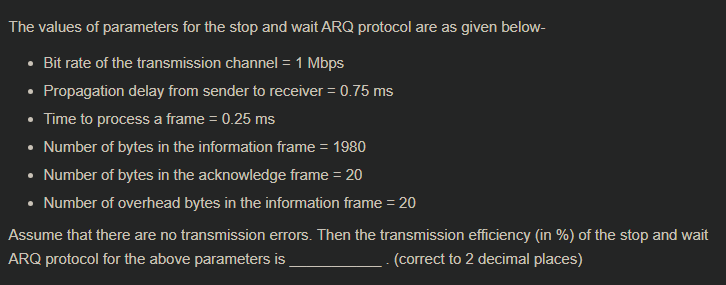 The values of parameters for the stop and wait ARQ protocol are as given below-
• Bit rate of the transmission channel = 1 Mbps
• Propagation delay from sender to receiver = 0.75 ms
• Time to process a frame = 0.25 ms
• Number of bytes in the information frame = 1980
• Number of bytes in the acknowledge frame = 20
• Number of overhead bytes in the information frame = 20
Assume that there are no transmission errors. Then the transmission efficiency (in %) of the stop and wait
ARQ protocol for the above parameters is ____________ . (correct to 2 decimal places)